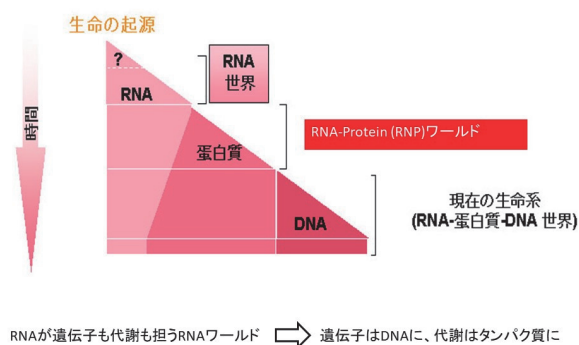 生命の起源
?
RNA
RNA
世界
時間
RNA-Protein (RNP)ワールド
蛋白質
DNA
現在の生命系
(RNA-蛋白質-DNA 世界)
RNAが遺伝子も代謝も担うRNAワールド
遺伝子はDNAに、代謝はタンパク質に